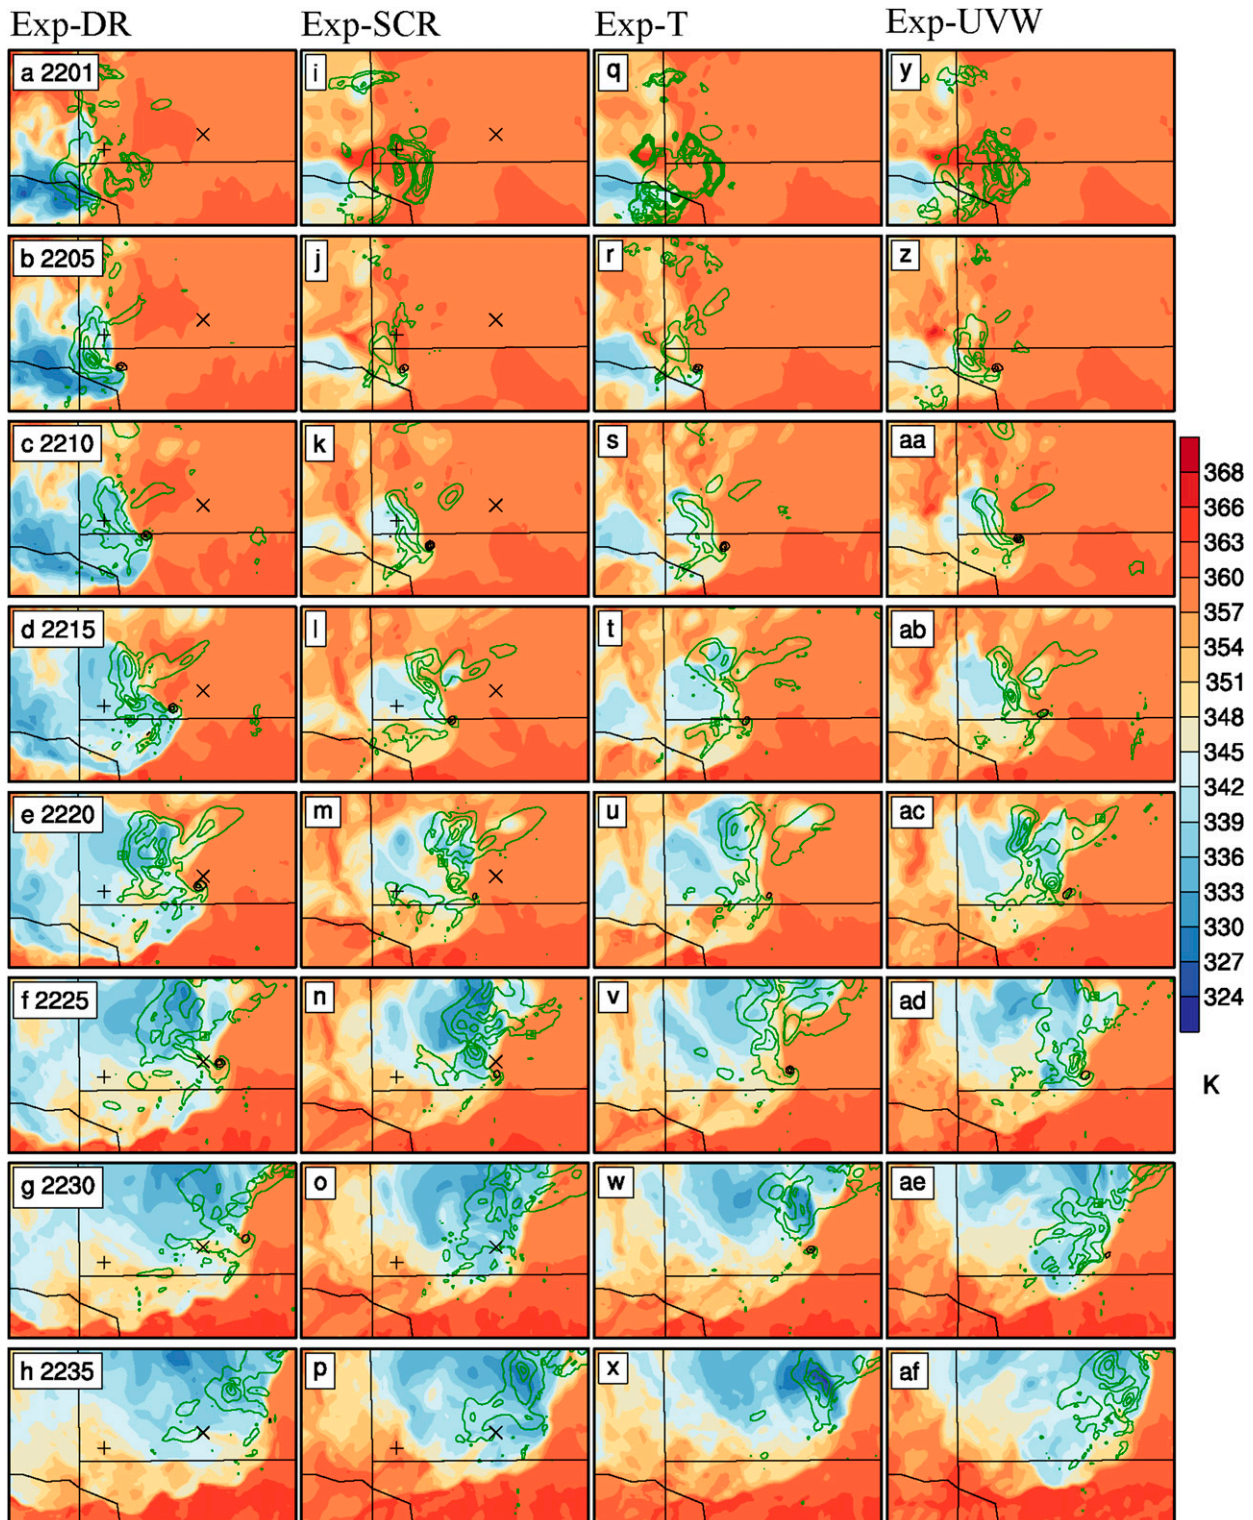 Exp-DR Exp-SCR Exp-T Exp-UVW
a 2201 i q y
b 2205 j r z
c 2210 k s aa
d 2215 l t ab
e 2220 m u ac
f 2225 n v ad
g 2230 o w ae
h 2235 p x af
368
366
363
360
357
354
351
348
345
342
339
336
333
330
327
324
K